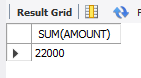 Result Grid
SUM(AMOUNT)
22000